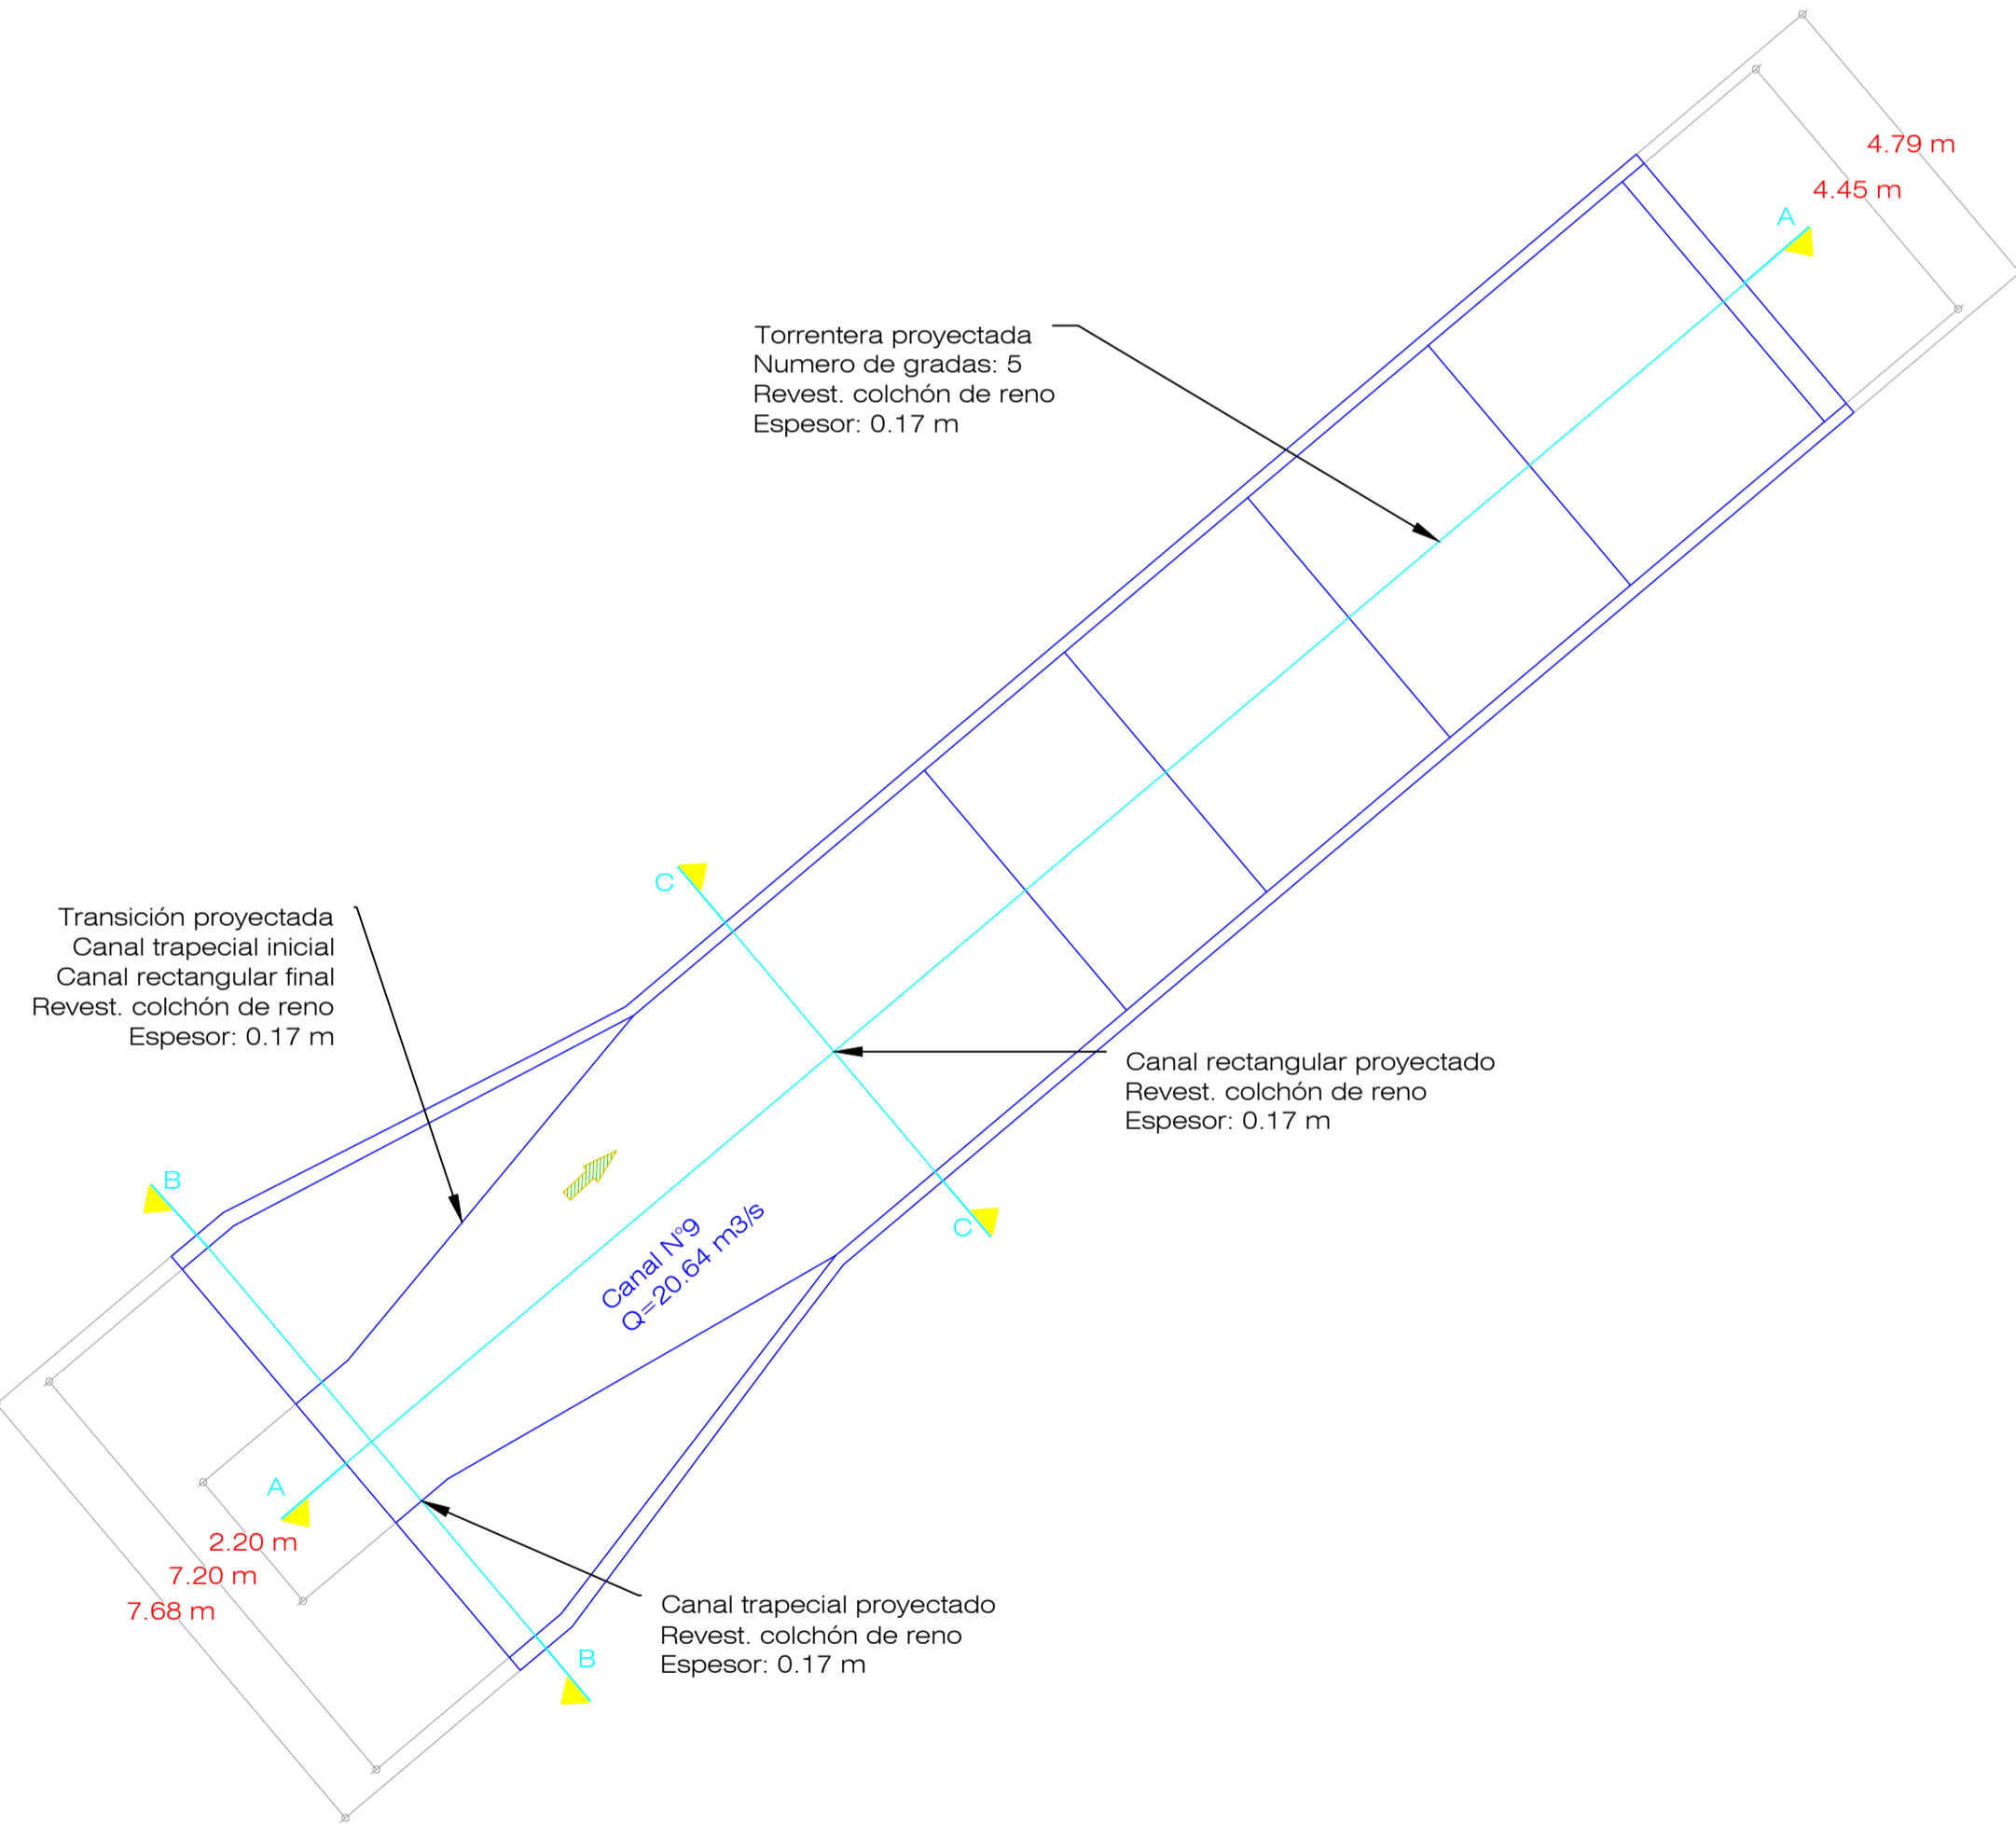 4.79 m
4.45 m
A
Torrentera proyectada
Numero de gradas: 5
Revest. colchón de reno
Espesor: 0.17 m
C
Transición proyectada
Canal trapecial inicial
Canal rectangular final
Revest. colchón de reno
Espesor: 0.17 m
Canal rectangular proyectado
Revest. colchón de reno
Espesor: 0.17 m
B
C
Canal N°9
Q=20.64 m3/s
A
2.20 m
7.20 m
7.68 m
Canal trapecial proyectado
Revest. colchón de reno
Espesor: 0.17 m
B